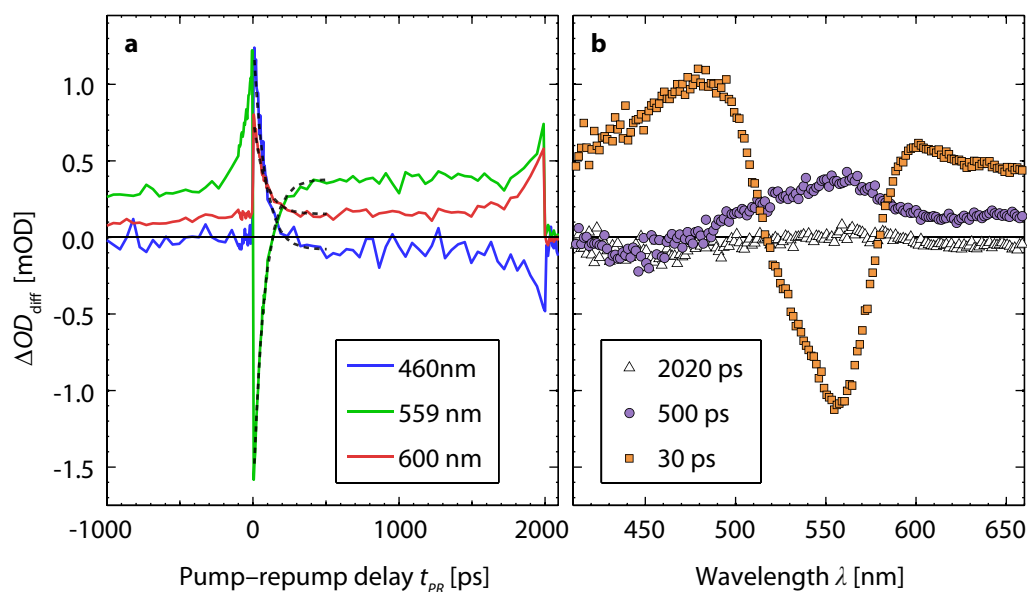 a
b
1.0
0.5
0.0
-0.5
-1.0
-1.5
ΔOD_diff [mOD]
460nm
559 nm
600 nm
2020 ps
500 ps
30 ps
-1000 0 1000 2000
450 500 550 600 650
Pump–repump delay t_PR [ps]
Wavelength λ [nm]